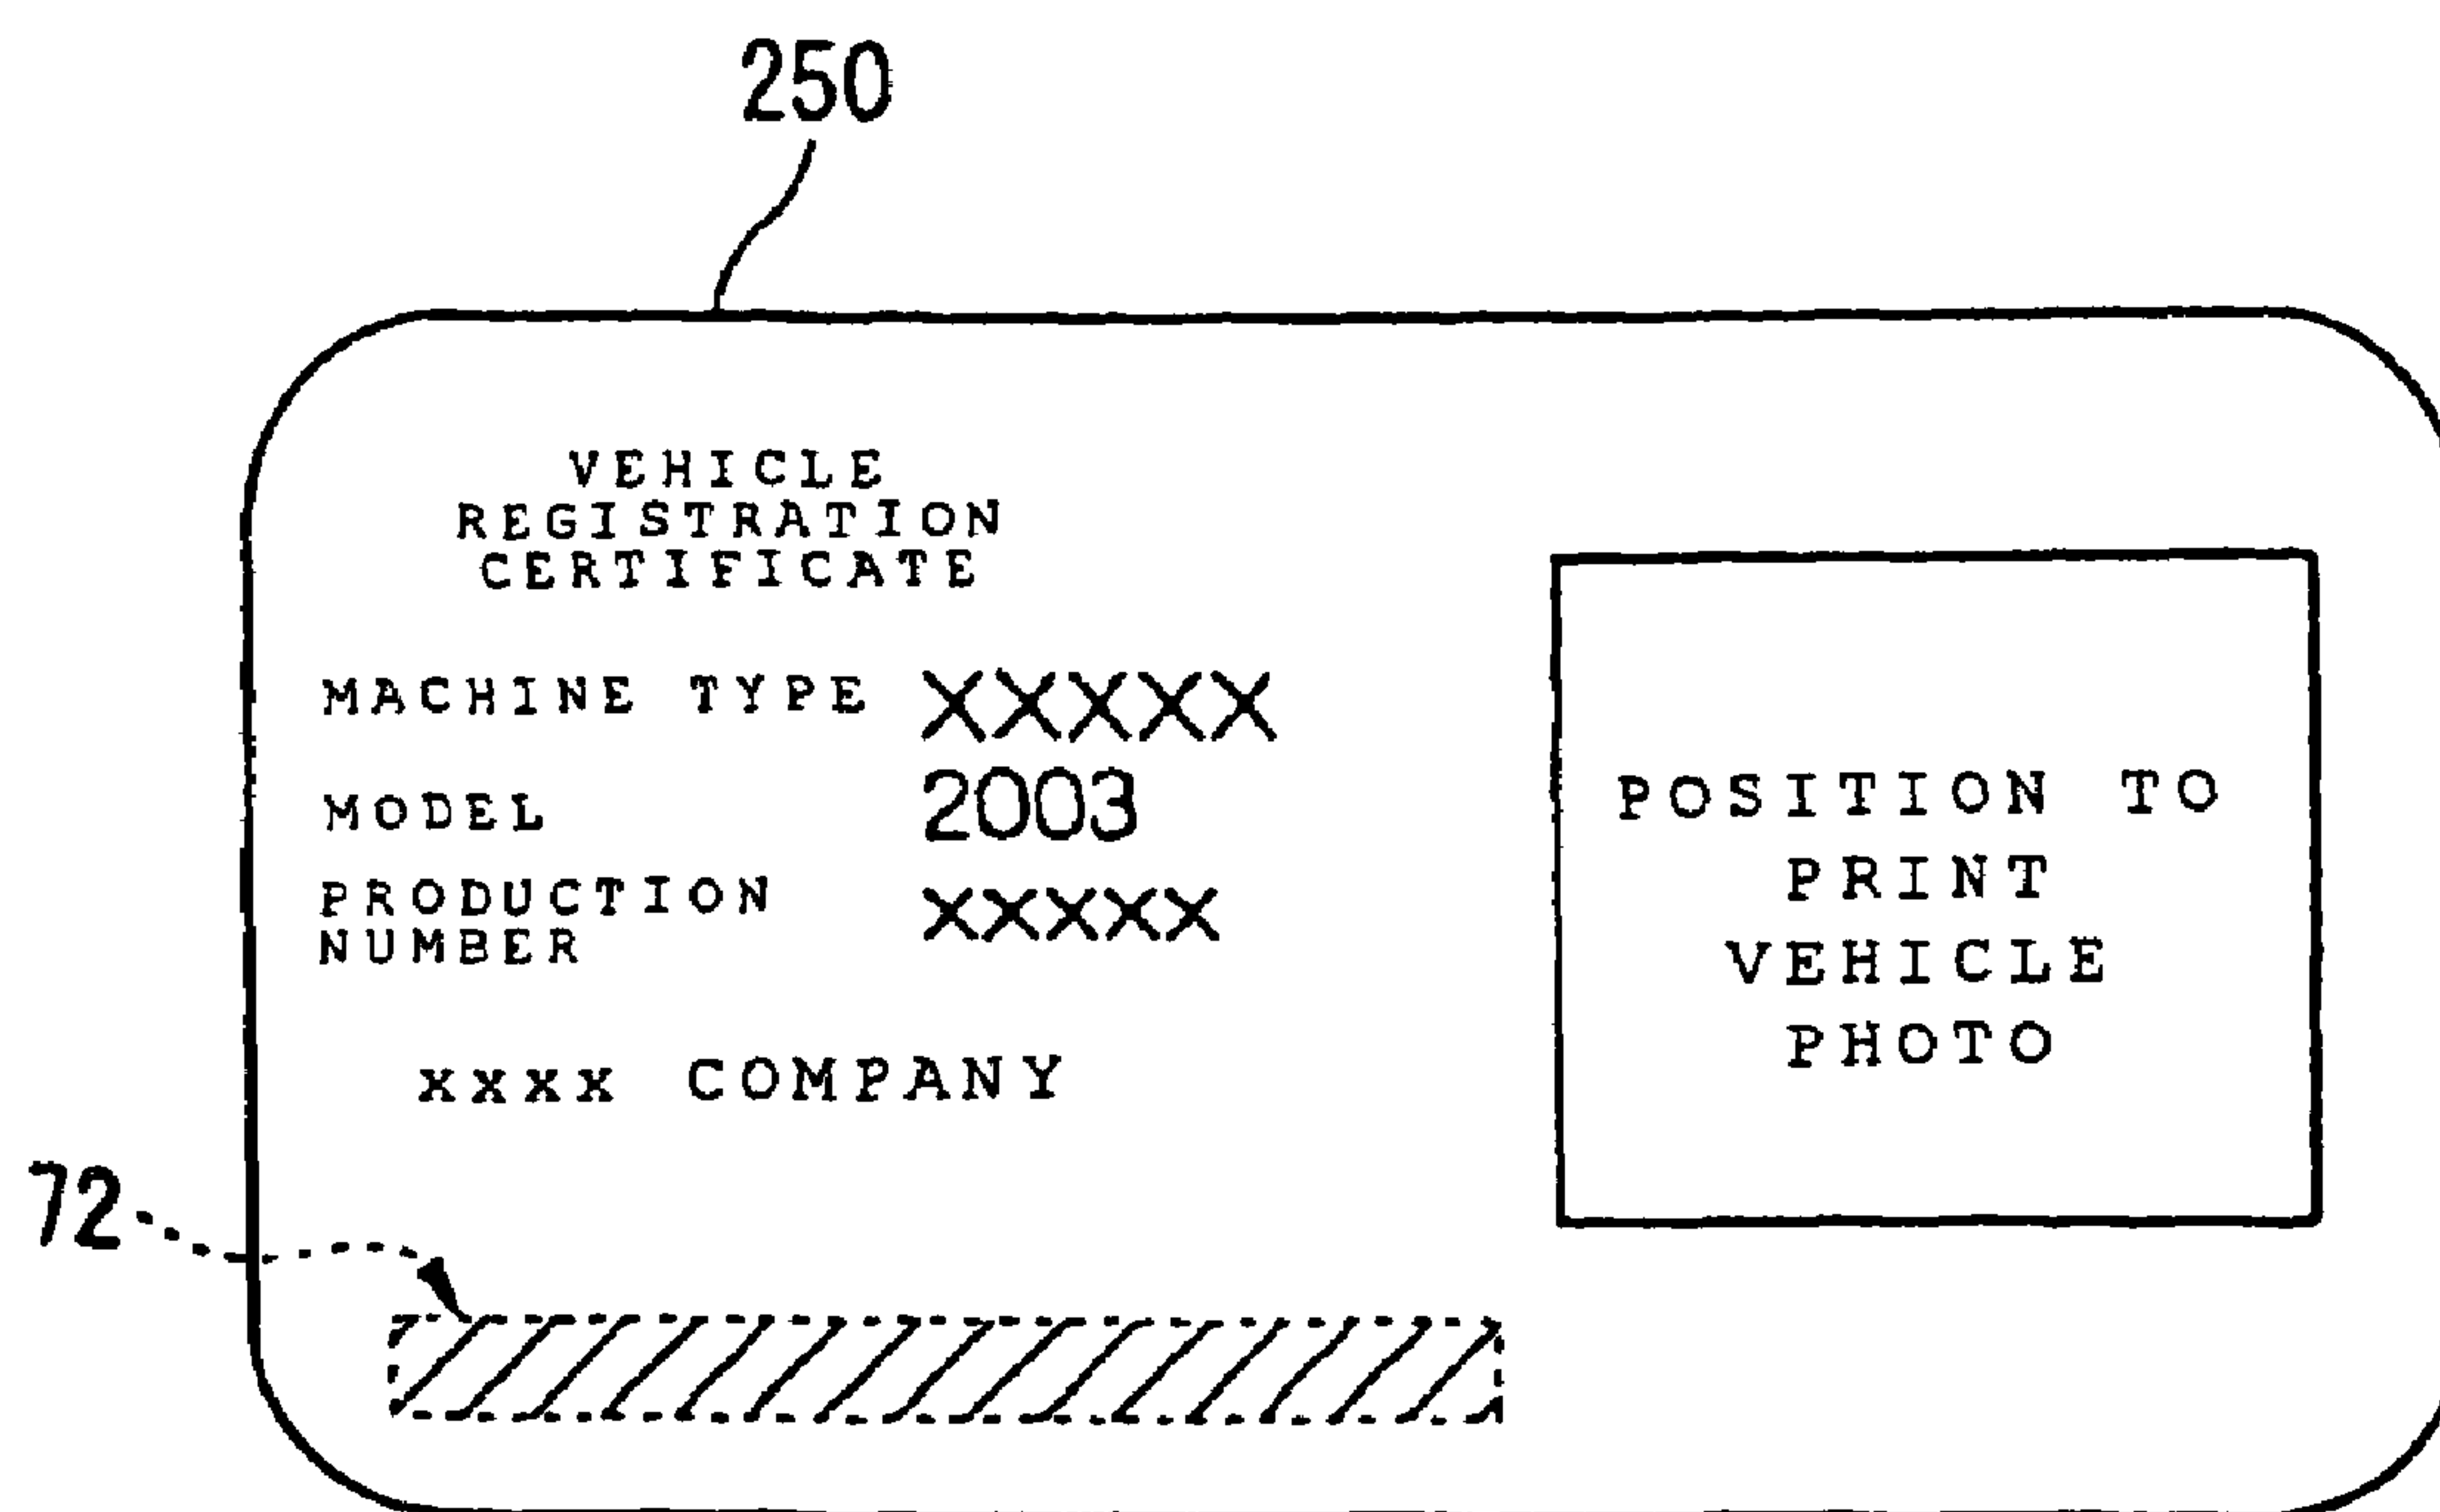 250
VEHICLE
REGISTRATION
CERTIFICATE
MACHINE TYPE XXXXX
MODEL 2003
PRODUCTION
NUMBER XXXXX
xxxx COMPANY
POSITION TO
PRINT
VEHICLE
PHOTO
72